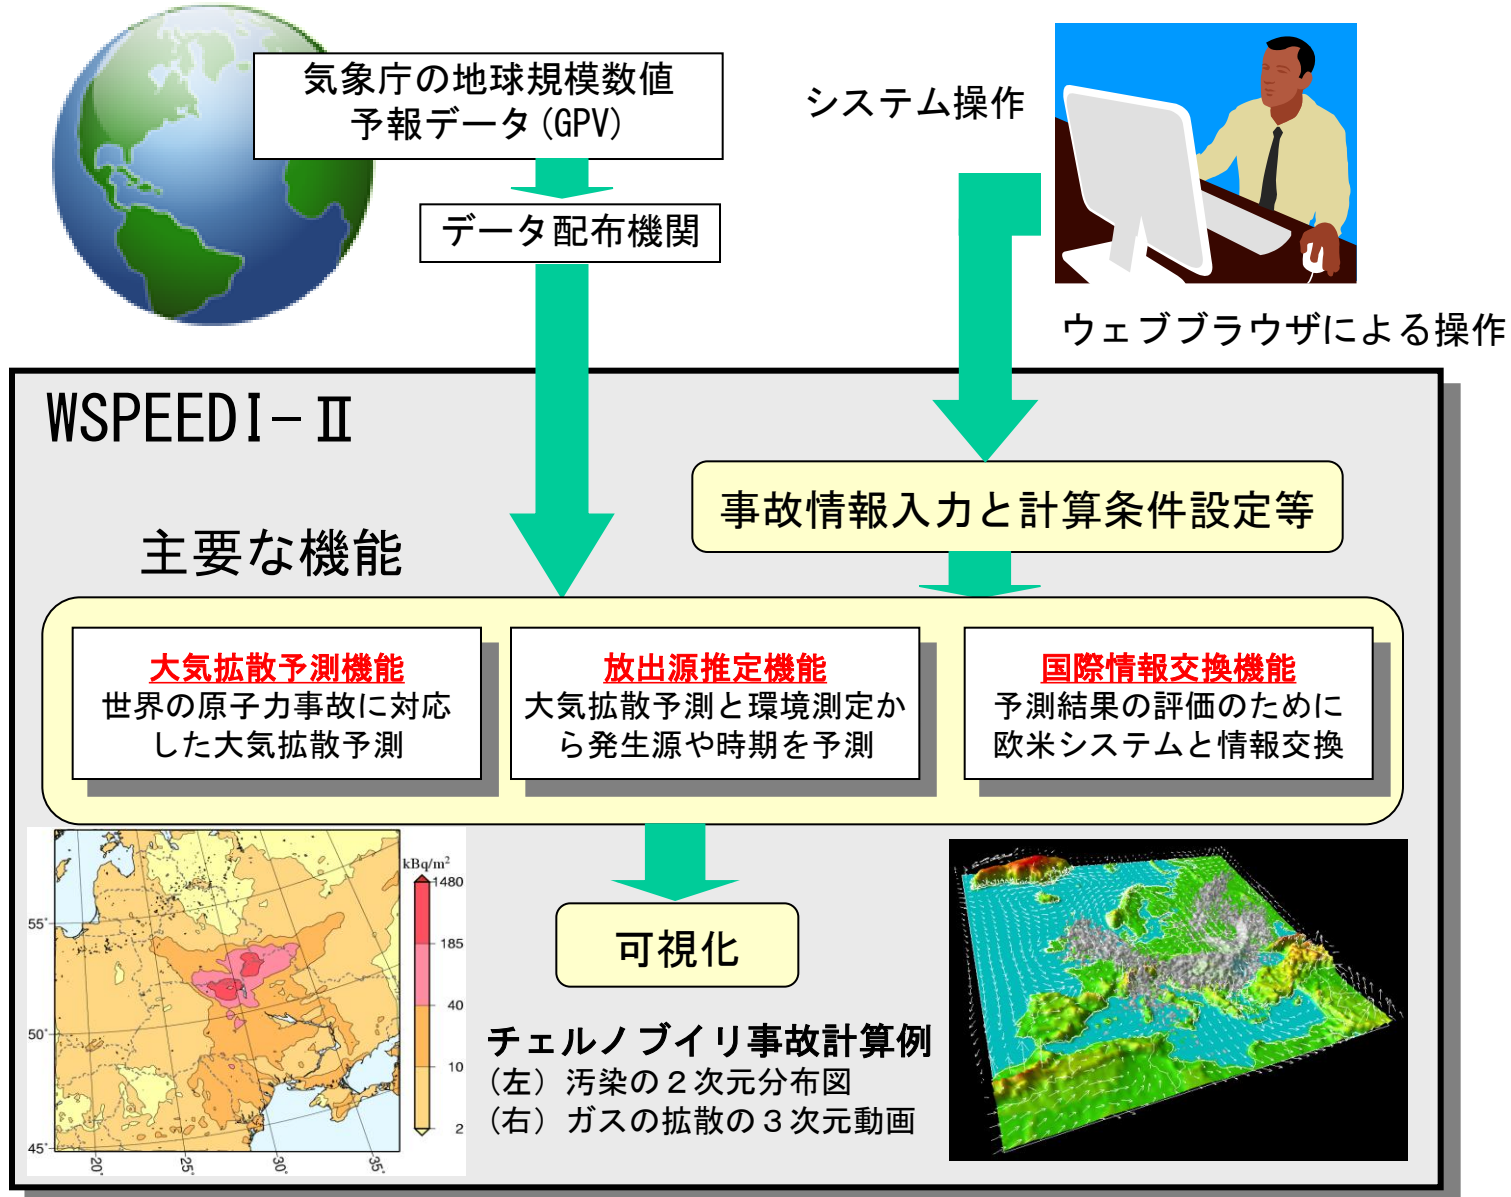 気象庁の地球規模数値
予報データ(GPV)
データ配布機関
システム操作
ウェブブラウザによる操作
WSPEEDI-Ⅱ
事故情報入力と計算条件設定等
主要な機能
大気拡散予測機能
世界の原子力事故に対応
した大気拡散予測
放出源推定機能
大気拡散予測と環境測定か
ら発生源や時期を予測
国際情報交換機能
予測結果の評価のために
欧米システムと情報交換
可視化
チェルノブイリ事故計算例
(左)汚染の2次元分布図
(右)ガスの拡散の3次元動画
kBq/m²
1480
185
40
10
2
55°
50°
45°
20°
25°
30°
35°